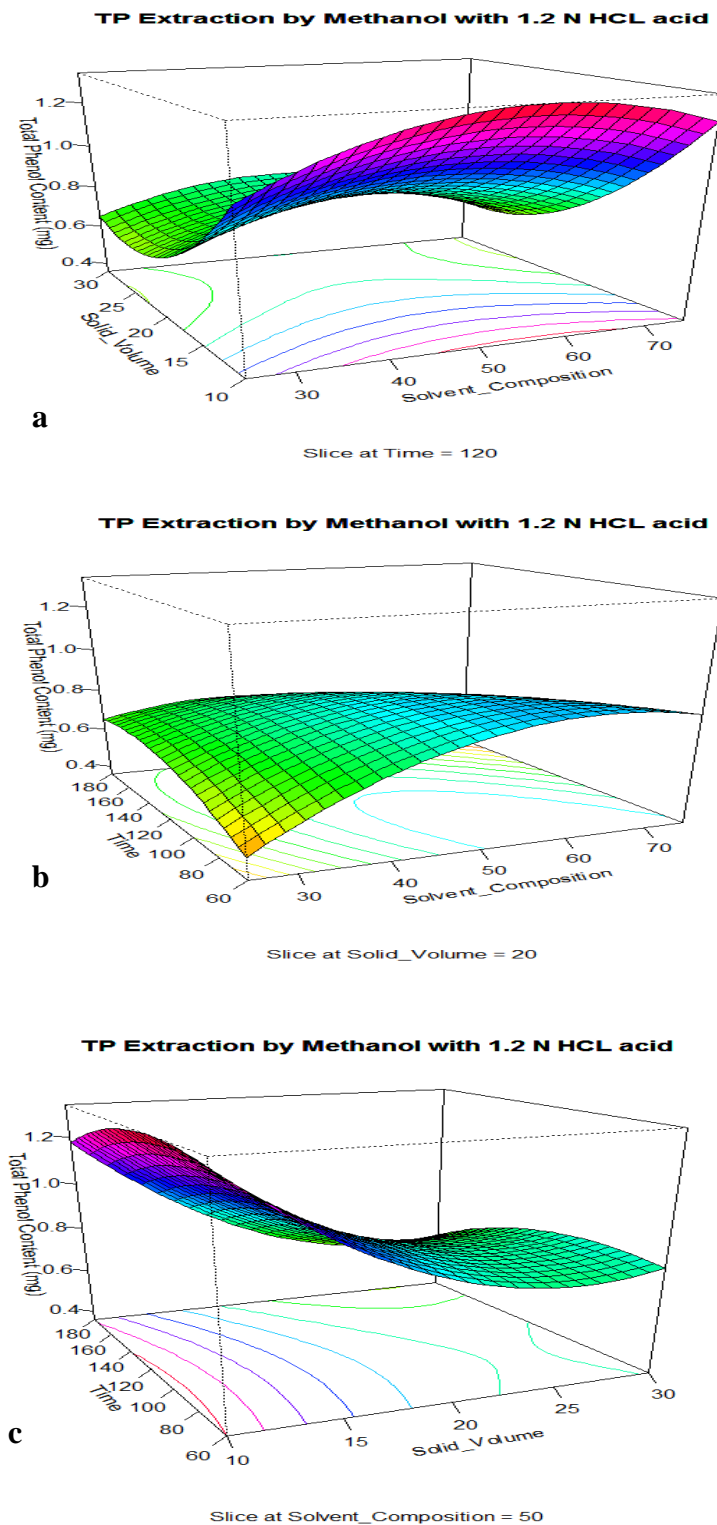 TP Extraction by Methanol with 1.2 N HCL acid
Total Phenol Content (mg)
1.2
1.0
0.8
0.6
0.4
30
25
20
15
10
Solid_Volume
30
40
50
60
70
Solvent_Composition
a
Slice at Time = 120
TP Extraction by Methanol with 1.2 N HCL acid
Total Phenol Content (mg)
1.2
1.0
0.8
0.6
0.4
180
160
140
120
100
80
60
Time
30
40
50
60
70
Solvent_Composition
b
Slice at Solid_Volume = 20
TP Extraction by Methanol with 1.2 N HCL acid
Total Phenol Content (mg)
1.2
1.0
0.8
0.6
0.4
180
160
140
120
100
80
60
Time
10
15
20
25
30
Solid_Volume
c
Slice at Solvent_Composition = 50